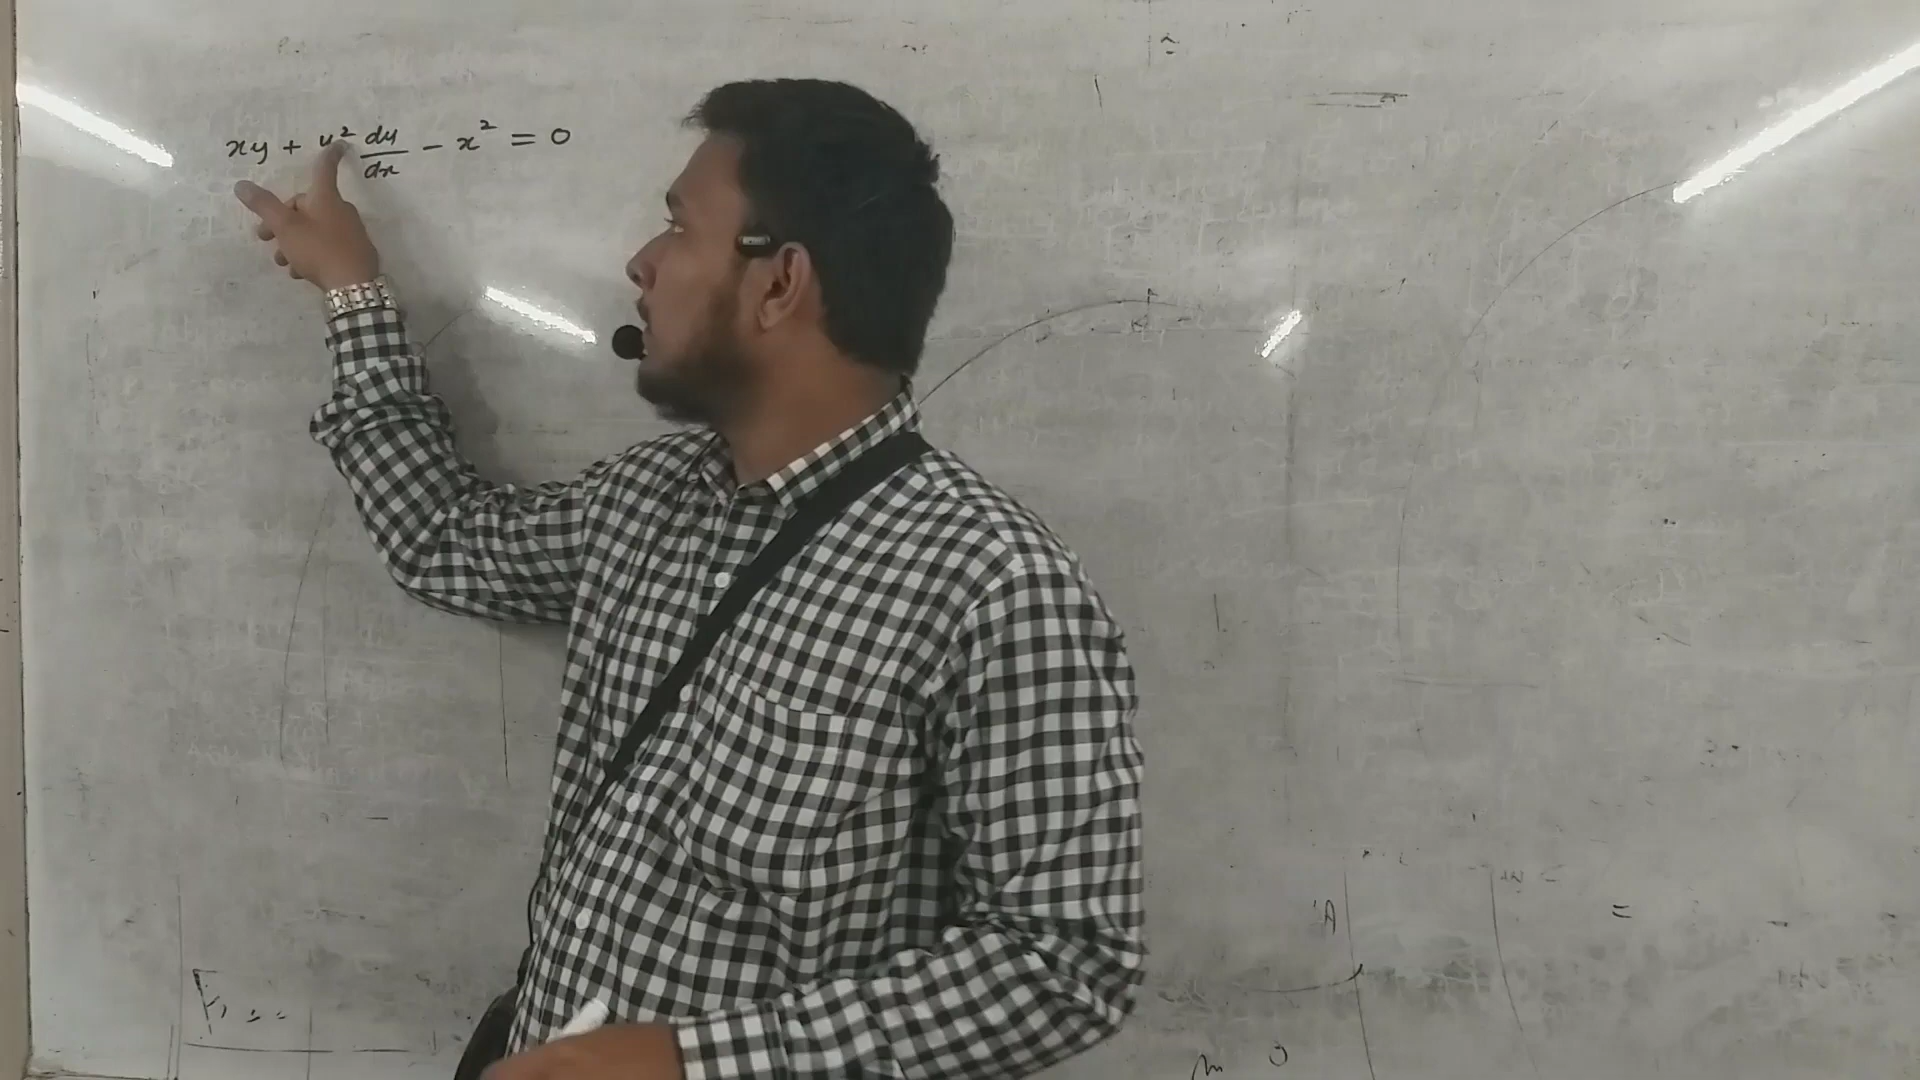 xy + y² dy/dx - x² = 0